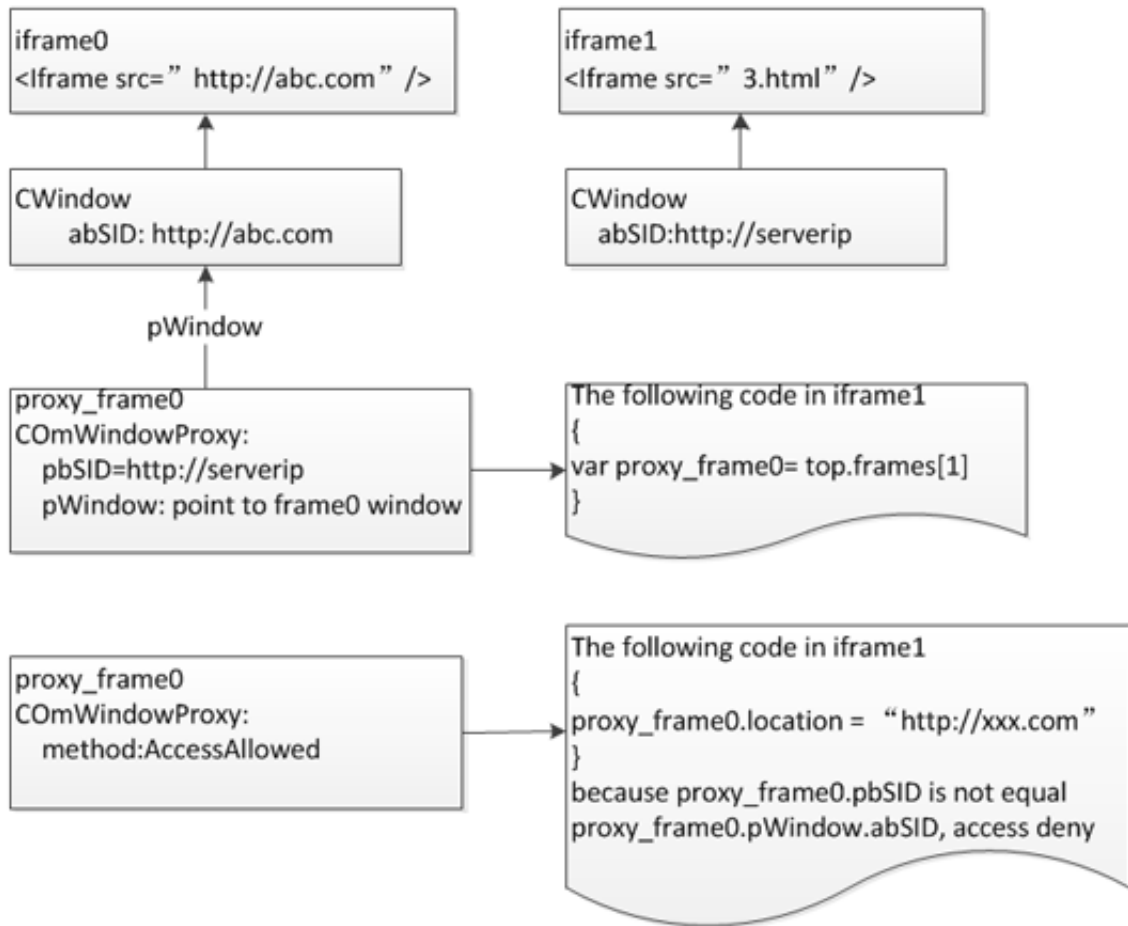 iframe0
<Iframe src=” http://abc.com” />
iframe1
<Iframe src=” 3.html” />
CWindow
abSID: http://abc.com
CWindow
abSID:http://serverip
pWindow
proxy_frame0
COmWindowProxy:
pbSID=http://serverip
pWindow: point to frame0 window
The following code in iframe1
{
var proxy_frame0= top.frames[1]
}
proxy_frame0
COmWindowProxy:
method:AccessAllowed
The following code in iframe1
{
proxy_frame0.location = “http://xxx.com”
}
because proxy_frame0.pbSID is not equal
proxy_frame0.pWindow.abSID, access deny